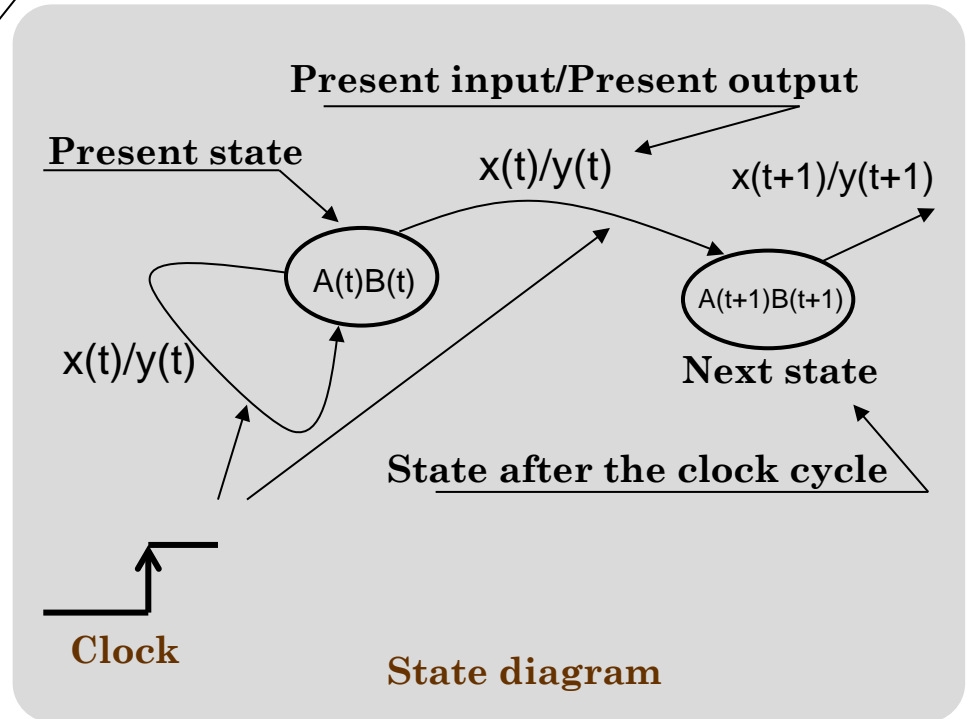 Present input/Present output
Present state
x(t)/y(t)
x(t+1)/y(t+1)
A(t)B(t)
A(t+1)B(t+1)
x(t)/y(t)
Next state
State after the clock cycle
Clock
State diagram